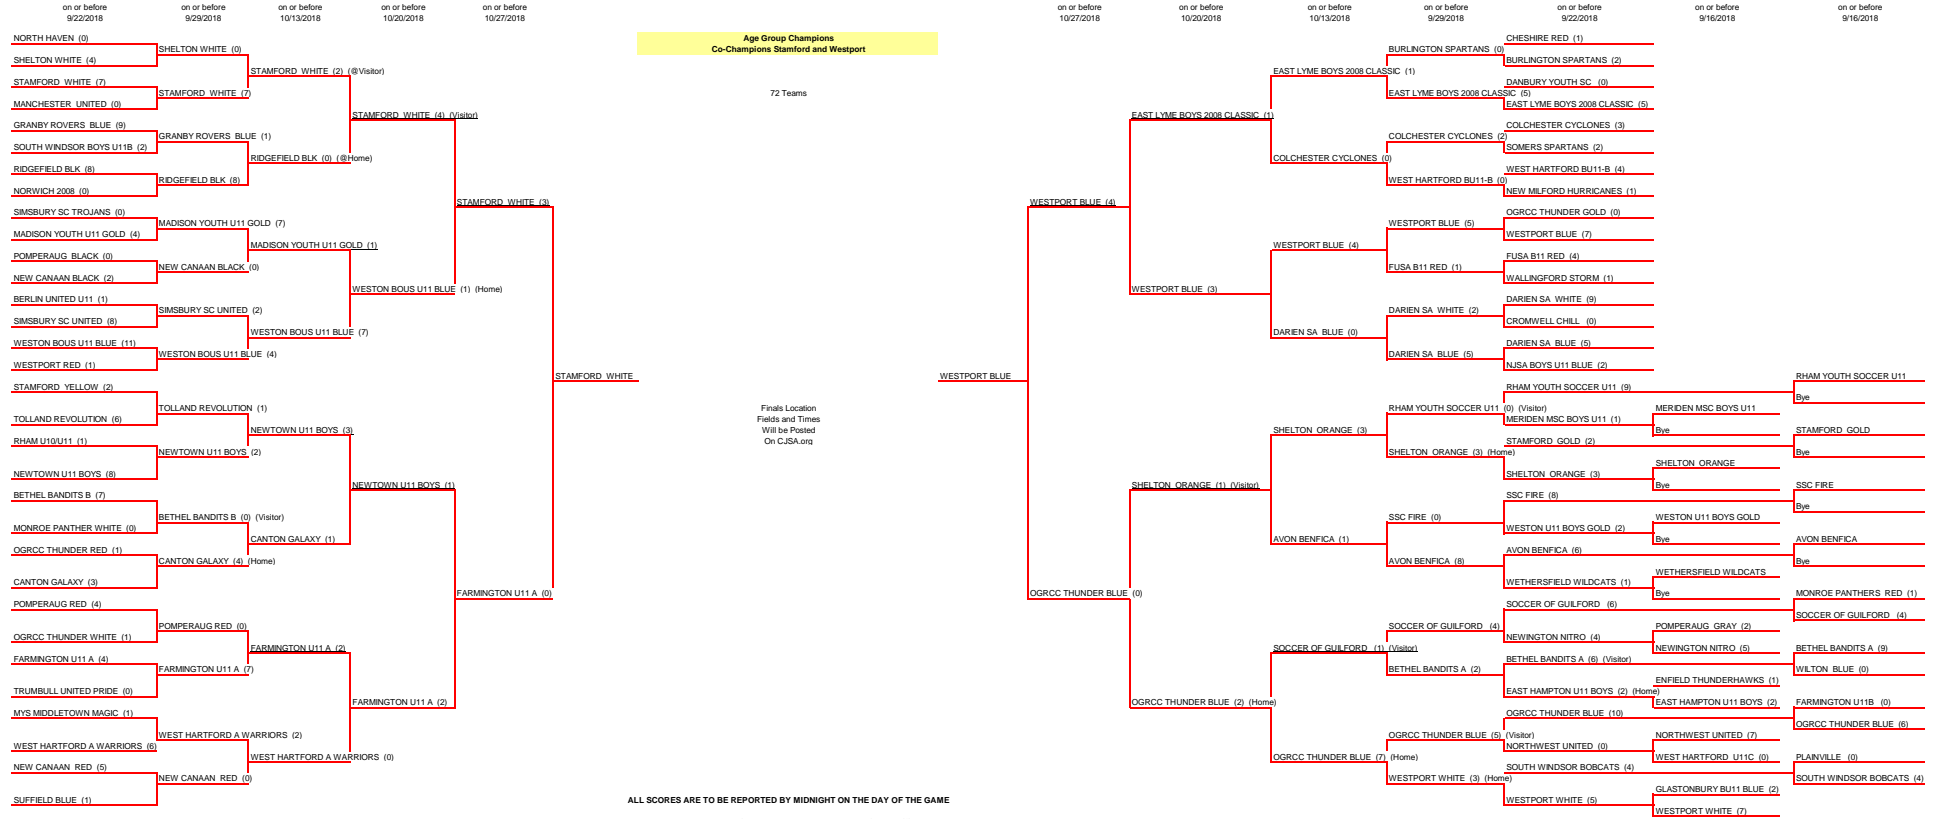 on or before
9/22/2018
on or before
9/29/2018
on or before
10/13/2018
on or before
10/20/2018
on or before
10/27/2018
on or before
10/27/2018
on or before
10/20/2018
on or before
10/13/2018
on or before
9/29/2018
on or before
9/22/2018
on or before
9/16/2018
on or before
9/16/2018
NORTH HAVEN (0)
SHELTON WHITE (4)
STAMFORD WHITE (7)
MANCHESTER UNITED (0)
GRANBY ROVERS BLUE (9)
SOUTH WINDSOR BOYS U11B (2)
RIDGEFIELD BLK (8)
NORWICH 2008 (0)
SIMSBURY SC TROJANS (0)
MADISON YOUTH U11 GOLD (4)
POMPERAUG BLACK (0)
NEW CANAAN BLACK (2)
BERLIN UNITED U11 (1)
SIMSBURY SC UNITED (8)
WESTON BOUS U11 BLUE (11)
WESTPORT RED (1)
STAMFORD YELLOW (2)
TOLLAND REVOLUTION (6)
RHAM U10/U11 (1)
NEWTOWN U11 BOYS (8)
BETHEL BANDITS B (7)
MONROE PANTHER WHITE (0)
OGRCC THUNDER RED (1)
CANTON GALAXY (3)
POMPERAUG RED (4)
OGRCC THUNDER WHITE (1)
FARMINGTON U11 A (4)
TRUMBULL UNITED PRIDE (0)
MYS MIDDLETOWN MAGIC (1)
WEST HARTFORD A WARRIORS (6)
NEW CANAAN RED (5)
SUFFIELD BLUE (1)
SHELTON WHITE (0)
STAMFORD WHITE (7)
GRANBY ROVERS BLUE (1)
RIDGEFIELD BLK (8)
MADISON YOUTH U11 GOLD (7)
NEW CANAAN BLACK (0)
SIMSBURY SC UNITED (2)
WESTON BOUS U11 BLUE (4)
TOLLAND REVOLUTION (1)
NEWTOWN U11 BOYS (2)
BETHEL BANDITS B (0) (Visitor)
CANTON GALAXY (4) (Home)
POMPERAUG RED (0)
FARMINGTON U11 A (7)
WEST HARTFORD A WARRIORS (2)
NEW CANAAN RED (0)
STAMFORD WHITE (2) (@Visitor)
RIDGEFIELD BLK (0) (@Home)
MADISON YOUTH U11 GOLD (1)
WESTON BOUS U11 BLUE (7)
NEWTOWN U11 BOYS (3)
CANTON GALAXY (1)
FARMINGTON U11 A (2)
WEST HARTFORD A WARRIORS (0)
STAMFORD WHITE (4) (Visitor)
WESTON BOUS U11 BLUE (1) (Home)
NEWTOWN U11 BOYS (1)
FARMINGTON U11 A (2)
STAMFORD WHITE (3)
FARMINGTON U11 A (0)
STAMFORD WHITE
Age Group Champions
Co-Champions Stamford and Westport
72 Teams
Finals Location
Fields and Times
Will be Posted
On CJSA.org
ALL SCORES ARE TO BE REPORTED BY MIDNIGHT ON THE DAY OF THE GAME
WESTPORT BLUE
WESTPORT BLUE (4)
OGRCC THUNDER BLUE (0)
EAST LYME BOYS 2008 CLASSIC (1)
WESTPORT BLUE (3)
SHELTON ORANGE (1) (Visitor)
OGRCC THUNDER BLUE (2) (Home)
EAST LYME BOYS 2008 CLASSIC (1)
COLCHESTER CYCLONES (0)
WESTPORT BLUE (4)
DARIEN SA BLUE (0)
SHELTON ORANGE (3)
AVON BENFICA (1)
SOCCER OF GUILFORD (1) (Visitor)
OGRCC THUNDER BLUE (7) (Home)
BURLINGTON SPARTANS (0)
EAST LYME BOYS 2008 CLASSIC (5)
COLCHESTER CYCLONES (2)
WEST HARTFORD BU11-B (0)
WESTPORT BLUE (5)
FUSA B11 RED (1)
DARIEN SA WHITE (2)
DARIEN SA BLUE (5)
RHAM YOUTH SOCCER U11 (0) (Visitor)
SHELTON ORANGE (3) (Home)
SSC FIRE (0)
AVON BENFICA (8)
SOCCER OF GUILFORD (4)
BETHEL BANDITS A (2)
OGRCC THUNDER BLUE (5) (Visitor)
WESTPORT WHITE (3) (Home)
CHESHIRE RED (1)
BURLINGTON SPARTANS (2)
DANBURY YOUTH SC (0)
EAST LYME BOYS 2008 CLASSIC (5)
COLCHESTER CYCLONES (3)
SOMERS SPARTANS (2)
WEST HARTFORD BU11-B (4)
NEW MILFORD HURRICANES (1)
OGRCC THUNDER GOLD (0)
WESTPORT BLUE (7)
FUSA B11 RED (4)
WALLINGFORD STORM (1)
DARIEN SA WHITE (9)
CROMWELL CHILL (0)
DARIEN SA BLUE (5)
NJSA BOYS U11 BLUE (2)
RHAM YOUTH SOCCER U11 (9)
MERIDEN MSC BOYS U11 (1)
STAMFORD GOLD (2)
SHELTON ORANGE (3)
SSC FIRE (8)
WESTON U11 BOYS GOLD (2)
AVON BENFICA (6)
WETHERSFIELD WILDCATS (1)
SOCCER OF GUILFORD (6)
NEWINGTON NITRO (4)
BETHEL BANDITS A (6) (Visitor)
EAST HAMPTON U11 BOYS (2) (Home)
OGRCC THUNDER BLUE (10)
NORTHWEST UNITED (0)
SOUTH WINDSOR BOBCATS (4)
WESTPORT WHITE (5)
MERIDEN MSC BOYS U11
Bye
SHELTON ORANGE
Bye
WESTON U11 BOYS GOLD
Bye
WETHERSFIELD WILDCATS
Bye
POMPERAUG GRAY (2)
NEWINGTON NITRO (5)
ENFIELD THUNDERHAWKS (1)
EAST HAMPTON U11 BOYS (2)
NORTHWEST UNITED (7)
WEST HARTFORD U11C (0)
GLASTONBURY BU11 BLUE (2)
WESTPORT WHITE (7)
RHAM YOUTH SOCCER U11
Bye
STAMFORD GOLD
Bye
SSC FIRE
Bye
AVON BENFICA
Bye
MONROE PANTHERS RED (1)
SOCCER OF GUILFORD (4)
BETHEL BANDITS A (9)
WILTON BLUE (0)
FARMINGTON U11B (0)
OGRCC THUNDER BLUE (6)
PLAINVILLE (0)
SOUTH WINDSOR BOBCATS (4)